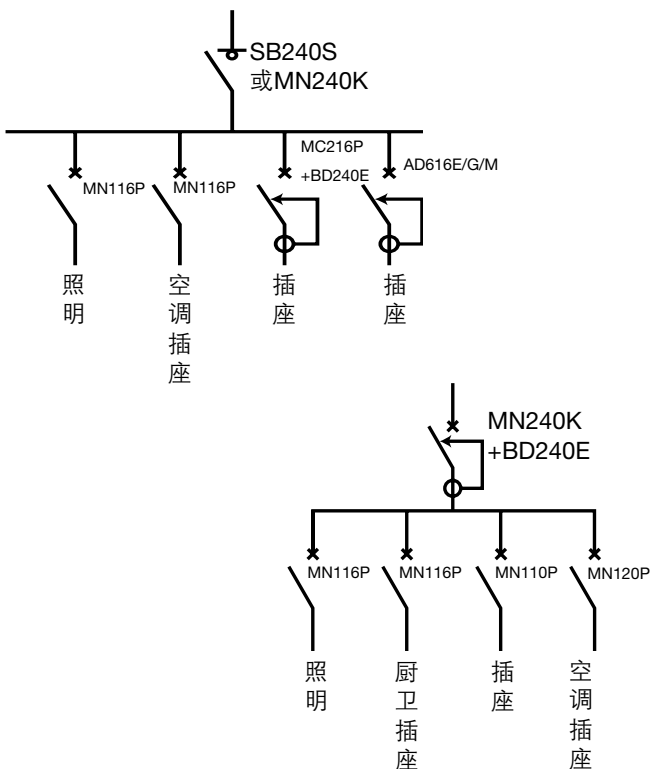 SB240S
或MN240K
MN116P
MN116P
MC216P
+BD240E
AD616E/G/M
照明
空调插座
插座
插座
MN240K
+BD240E
MN116P
MN116P
MN110P
MN120P
照明
厨卫插座
插座
空调插座